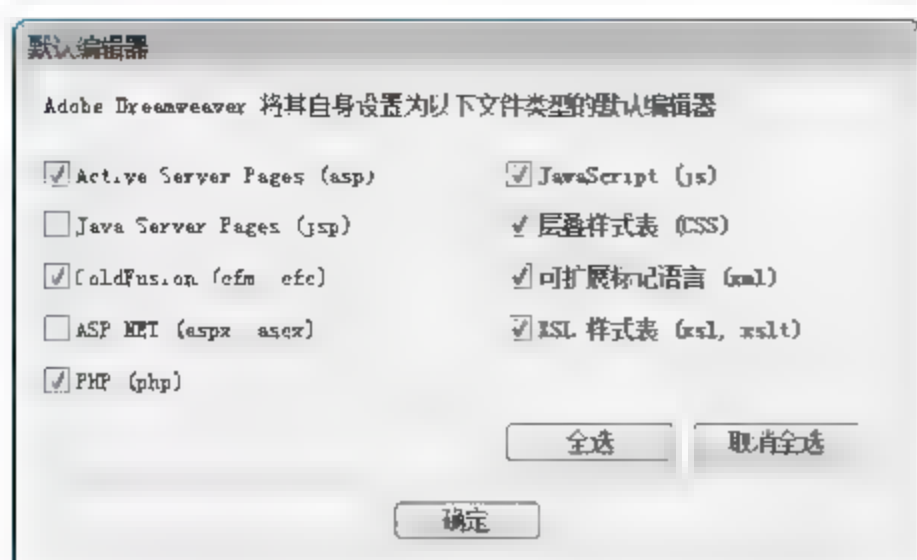 默认编辑器
Adobe Dreamweaver 将其自身设置为以下文件类型的默认编辑器
Active Server Pages (asp)
JavaScript (js)
Java Server Pages (jsp)
层叠样式表 (CSS)
ColdFusion (cfm cfc)
可扩展标记语言 (xml)
ASP NET (aspx ascx)
XSL 样式表 (xsl, xslt)
PHP (php)
全选
取消全选
确定